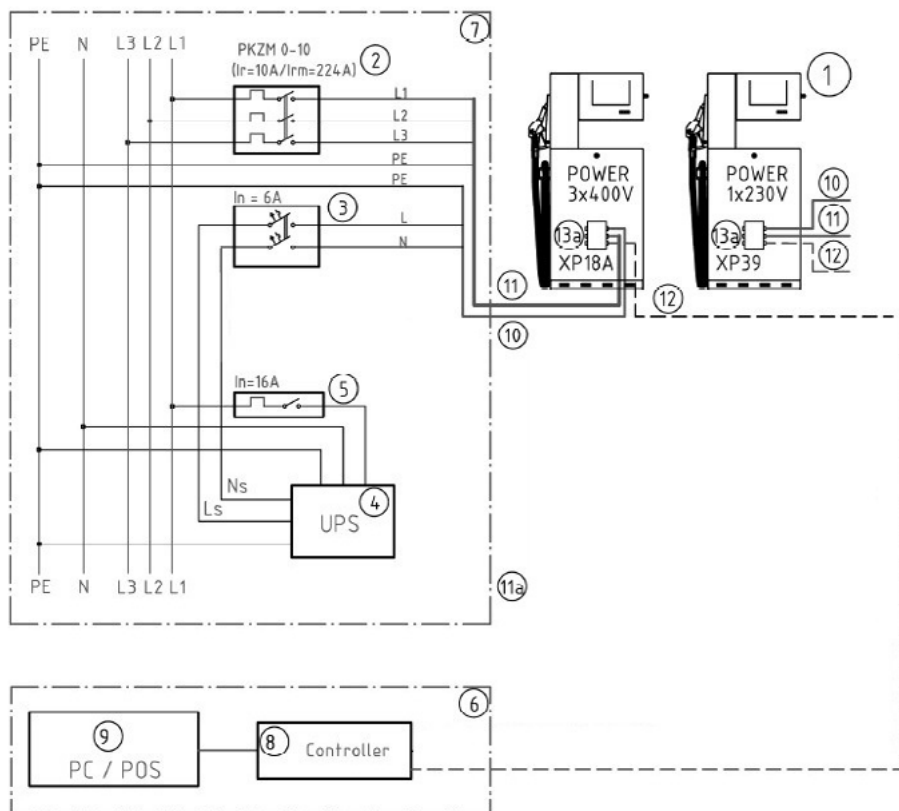 7
PE N L3 L2 L1
PKZM 0-10
(Ir=10A/Irm=224A)
2
L1
L2
L3
PE
PE
In = 6A
3
L
N
In=16A
5
Ns
Ls
4
UPS
PE N L3 L2 L1
11a
11
10
1
POWER
3x400V
13a
XP18A
12
POWER
1x230V
13a
XP39
10
11
12
6
9
PC / POS
8
Controller